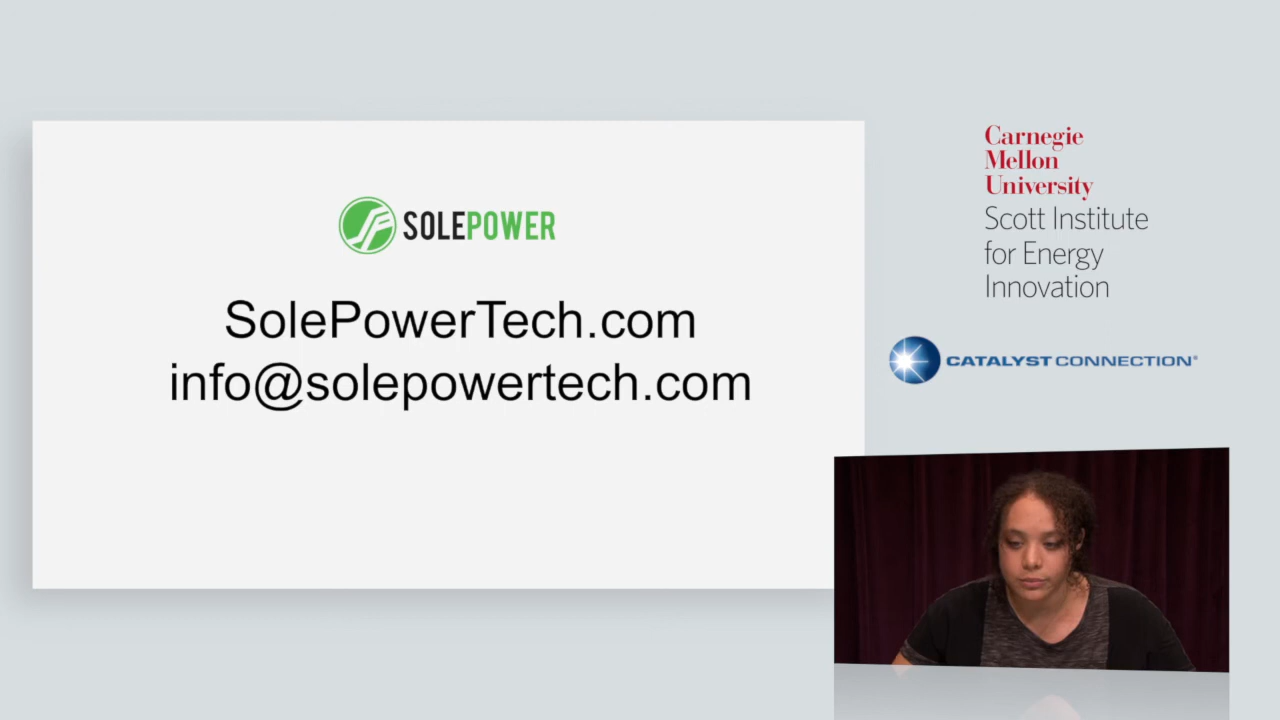 SOLEPOWER
SolePowerTech.com
info@solepowertech.com
Carnegie
Mellon
University
Scott Institute
for Energy
Innovation
CATALYST CONNECTION®